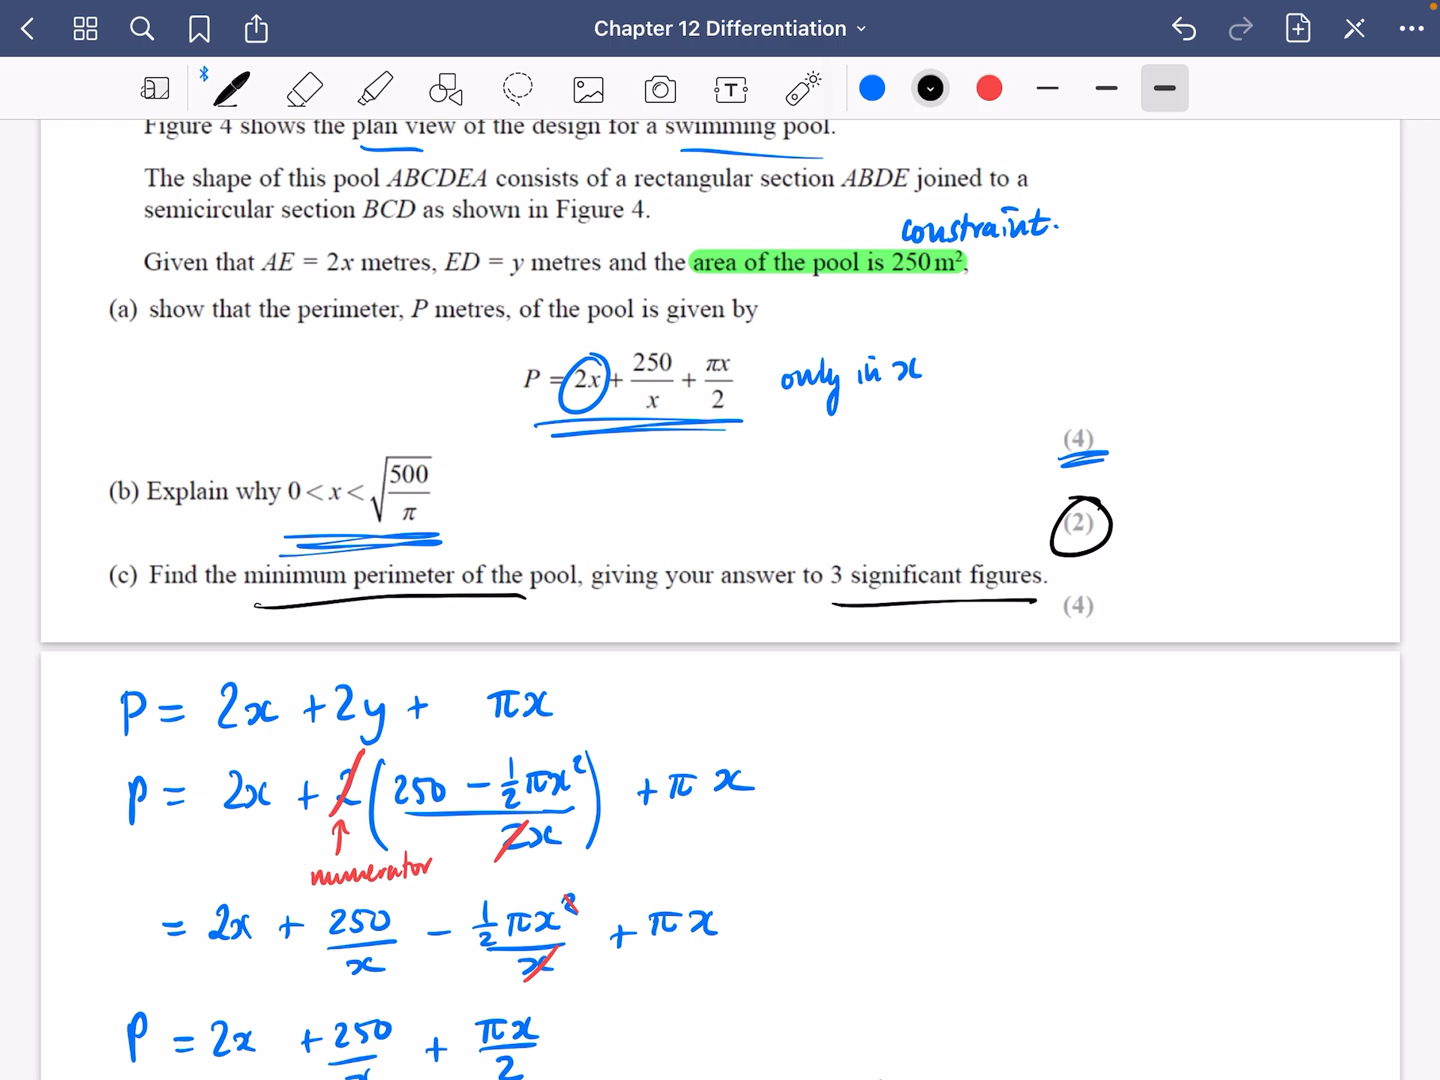 Chapter 12 Differentiation
Figure 4 shows the plan view of the design for a swimming pool.
The shape of this pool ABCDEA consists of a rectangular section ABDE joined to a
semicircular section BCD as shown in Figure 4.
constraint.
Given that AE = 2x metres, ED = y metres and the area of the pool is 250 m²,
(a) show that the perimeter, P metres, of the pool is given by
P = 2x + 250/x + πx/2 only in x
(4)
(b) Explain why 0 < x < √(500/π)
(2)
(c) Find the minimum perimeter of the pool, giving your answer to 3 significant figures.
(4)
P = 2x + 2y + πx
P = 2x + 2((250 - ½πx²)/2x) + πx
numerator
= 2x + 250/x - ½πx²/x + πx
P = 2x + 250/x + πx/2